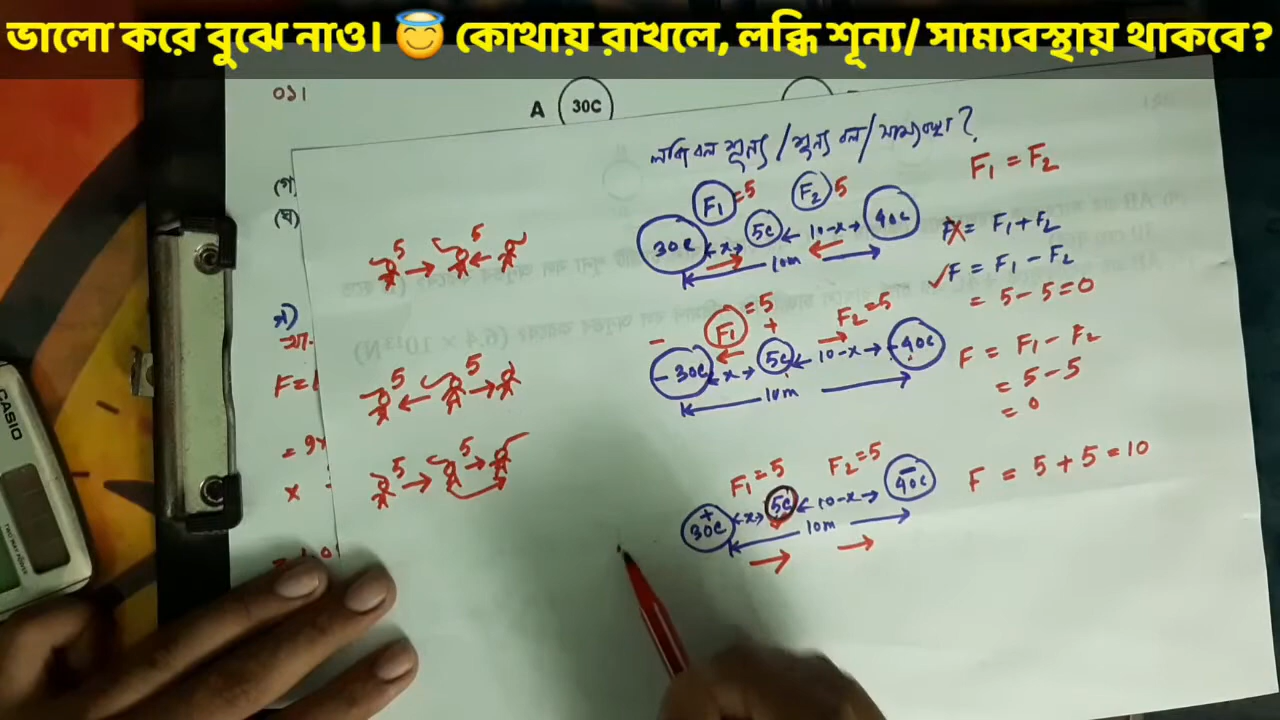 ভালো করে বুঝে নাও। 😇 কোথায় রাখলে, লব্ধি শূন্য/ সাম্যবস্থায় থাকবে?
০১।
A 30C
লব্ধি বল শূন্য / শূন্য বল / সাম্যাবস্থা ?
F₁ = F₂
(গ)
(ঘ)
F₁ = 5 F₂ 5
30C x 5C 10-x 40C
10m
F = F₁ + F₂
F = F₁ - F₂
= 5 - 5 = 0
5 5
F₁ = 5 F₂ = 5
- +
-30C x 5C 10-x -40C
10m
F = F₁ - F₂
= 5 - 5
= 0
5 5
F₁ = 5 F₂ = 5
+30C x 5C 10-x -40C
10m
F = 5 + 5 = 10
5 5
CASIO
TWO WAY POWER